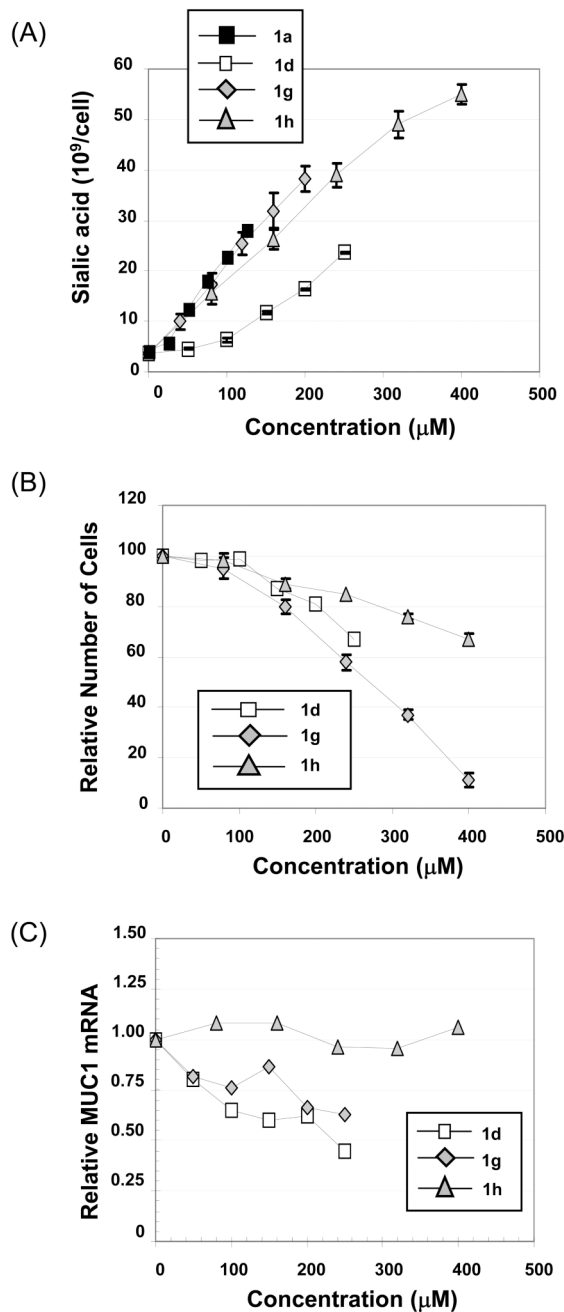 (A)
1a
1d
1g
1h
60
50
40
30
20
10
0
Sialic acid (10⁹/cell)
0 100 200 300 400 500
Concentration (μM)
(B)
120
100
80
60
40
20
0
Relative Number of Cells
1d
1g
1h
0 100 200 300 400 500
Concentration (μM)
(C)
1.50
1.25
1.00
0.75
0.50
0.25
0
Relative MUC1 mRNA
1d
1g
1h
0 100 200 300 400 500
Concentration (μM)